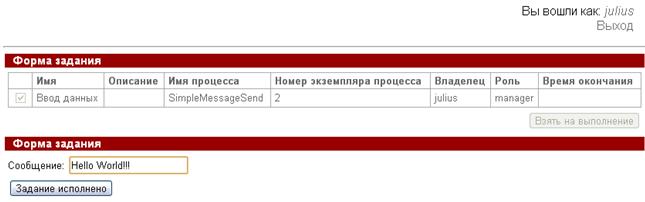 Вы вошли как: julius
Выход
Форма задания
Имя Описание Имя процесса Номер экземпляра процесса Владелец Роль Время окончания
Ввод данных SimpleMessageSend 2 julius manager
Взять на выполнение
Форма задания
Сообщение: Hello World!!!
Задание исполнено